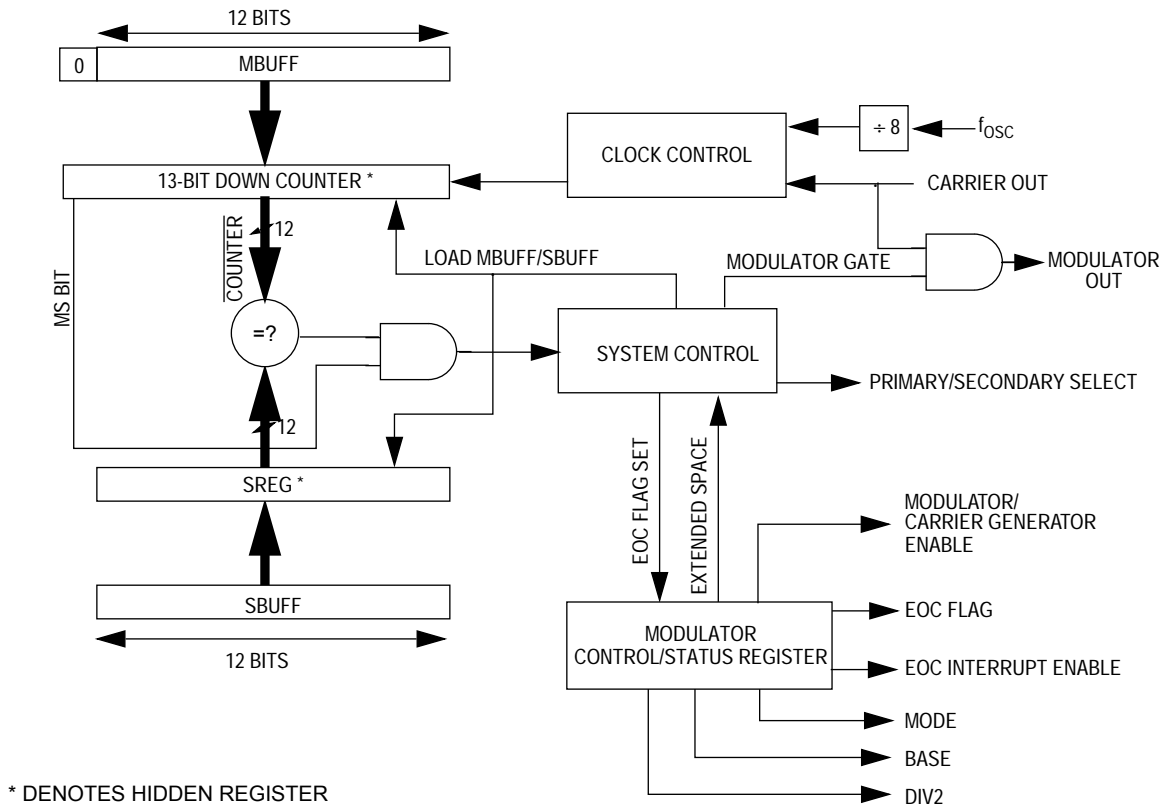 12 BITS
0
MBUFF
÷ 8
fOSC
CLOCK CONTROL
13-BIT DOWN COUNTER *
CARRIER OUT
12
COUNTER
LOAD MBUFF/SBUFF
MODULATOR GATE
MODULATOR
OUT
MS BIT
=?
SYSTEM CONTROL
PRIMARY/SECONDARY SELECT
12
SREG *
EOC FLAG SET
EXTENDED SPACE
MODULATOR/
CARRIER GENERATOR
ENABLE
SBUFF
12 BITS
MODULATOR
CONTROL/STATUS REGISTER
EOC FLAG
EOC INTERRUPT ENABLE
MODE
BASE
DIV2
* DENOTES HIDDEN REGISTER